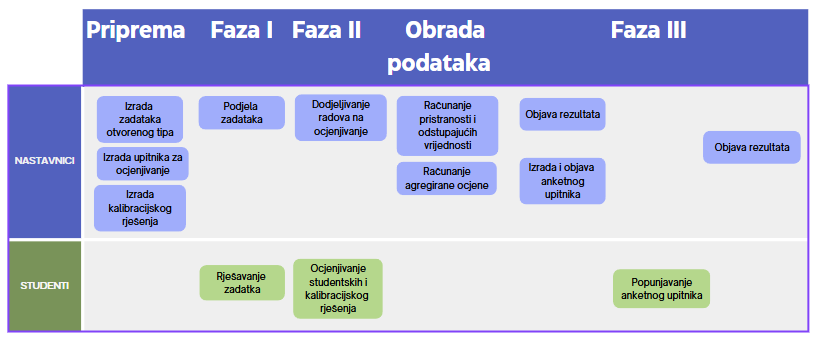 Priprema
Faza I
Faza II
Obrada
podataka
Faza III
NASTAVNICI
Izrada
zadataka
otvorenog tipa
Izrada upitnika za
ocjenjivanje
Izrada
kalibracijskog
rješenja
Podjela
zadataka
Dodjeljivanje
radova na
ocjenjivanje
Računanje
pristranosti i
odstupajućih
vrijednosti
Računanje
agregirane ocjene
Objava rezultata
Izrada i objava
anketnog
upitnika
Objava rezultata
STUDENTI
Rješavanje
zadatka
Ocjenjivanje
studentskih i
kalibracijskog
rješenja
Popunjavanje
anketnog upitnika